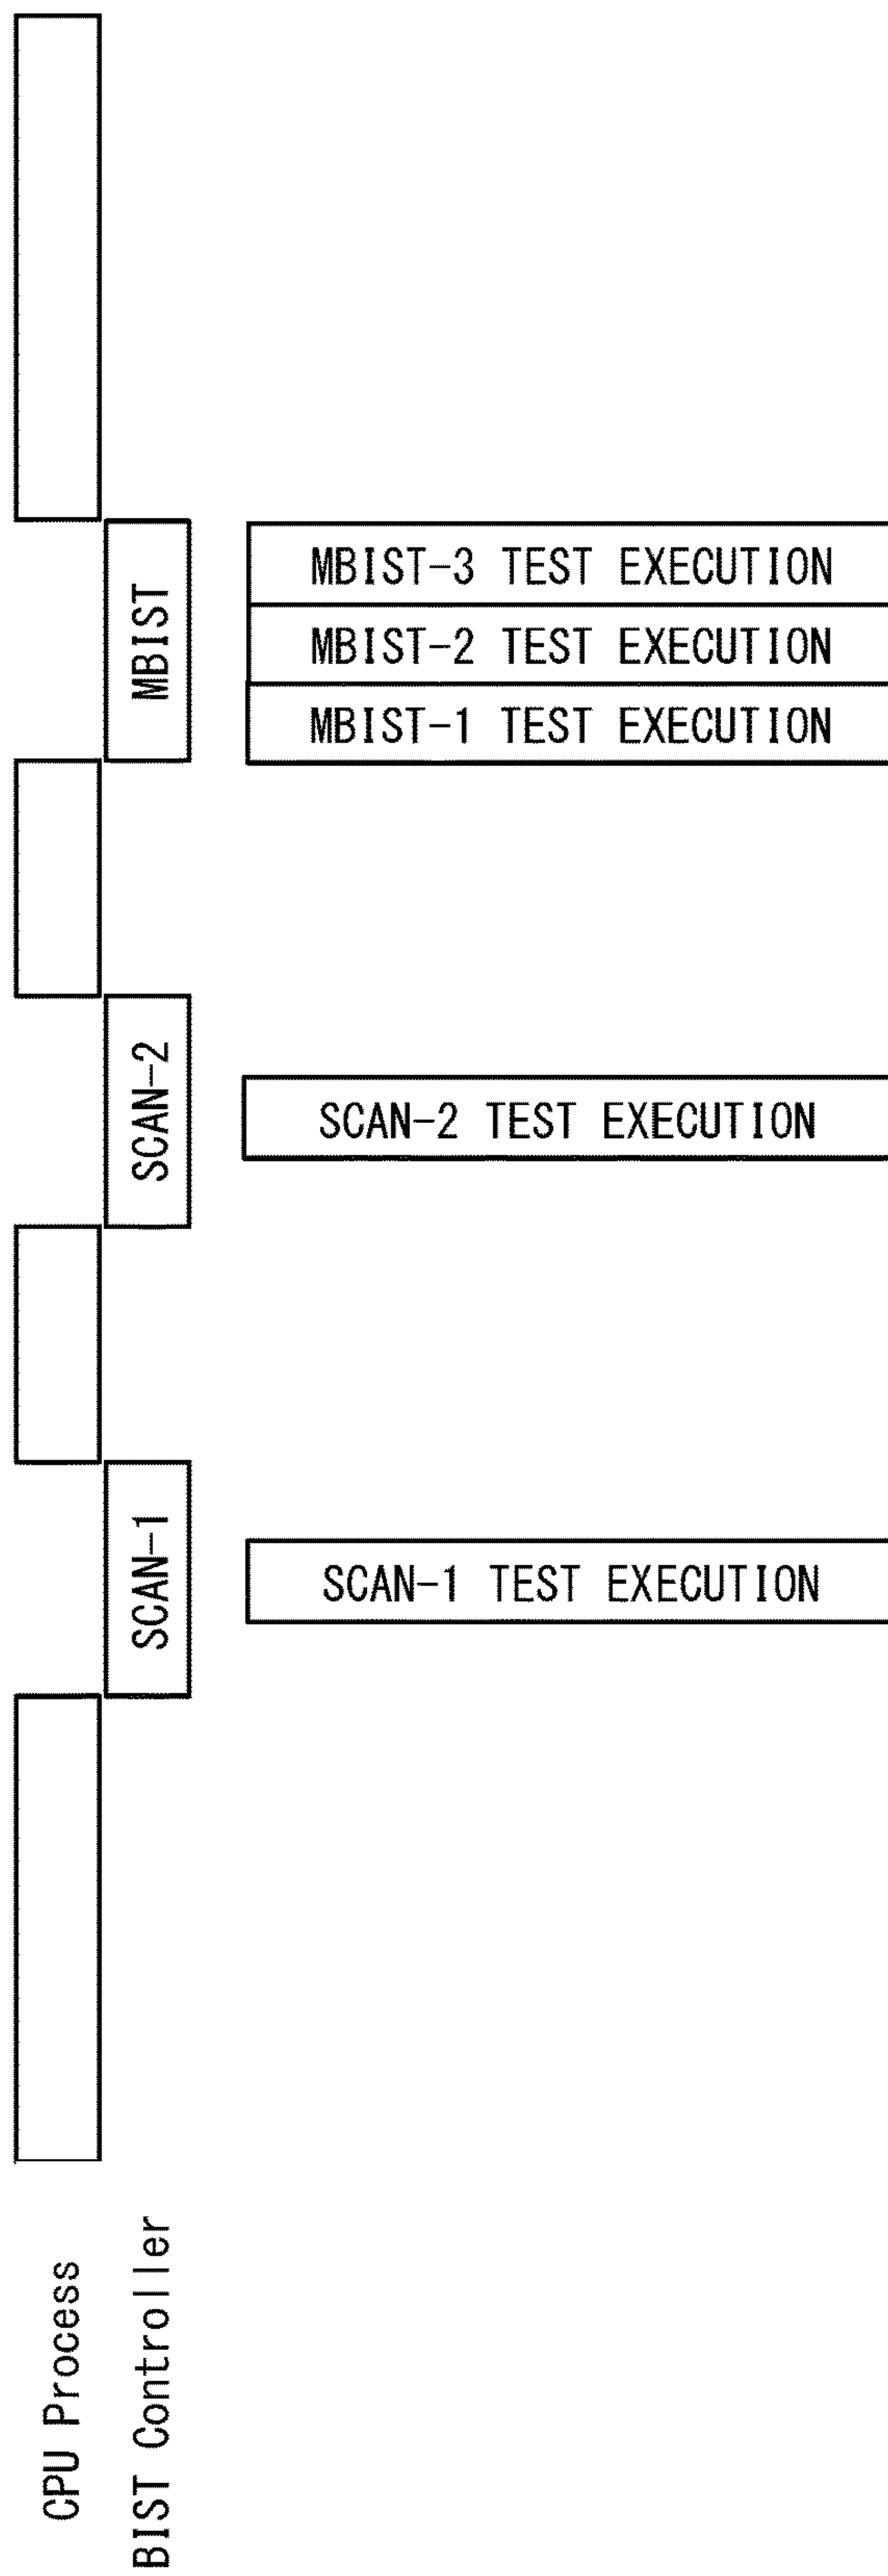 MBIST
MBIST-3 TEST EXECUTION
MBIST-2 TEST EXECUTION
MBIST-1 TEST EXECUTION
SCAN-2
SCAN-2 TEST EXECUTION
SCAN-1
SCAN-1 TEST EXECUTION
CPU Process
BIST Controller